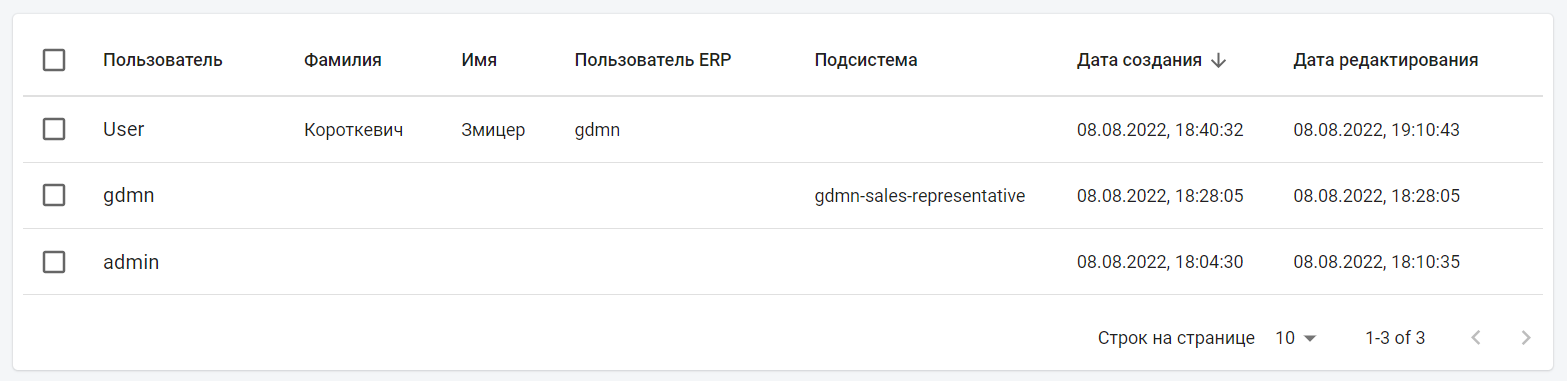 Пользователь Фамилия Имя Пользователь ERP Подсистема Дата создания Дата редактирования
User Короткевич Змицер gdmn 08.08.2022, 18:40:32 08.08.2022, 19:10:43
gdmn gdmn-sales-representative 08.08.2022, 18:28:05 08.08.2022, 18:28:05
admin 08.08.2022, 18:04:30 08.08.2022, 18:10:35
Строк на странице 10 1-3 of 3